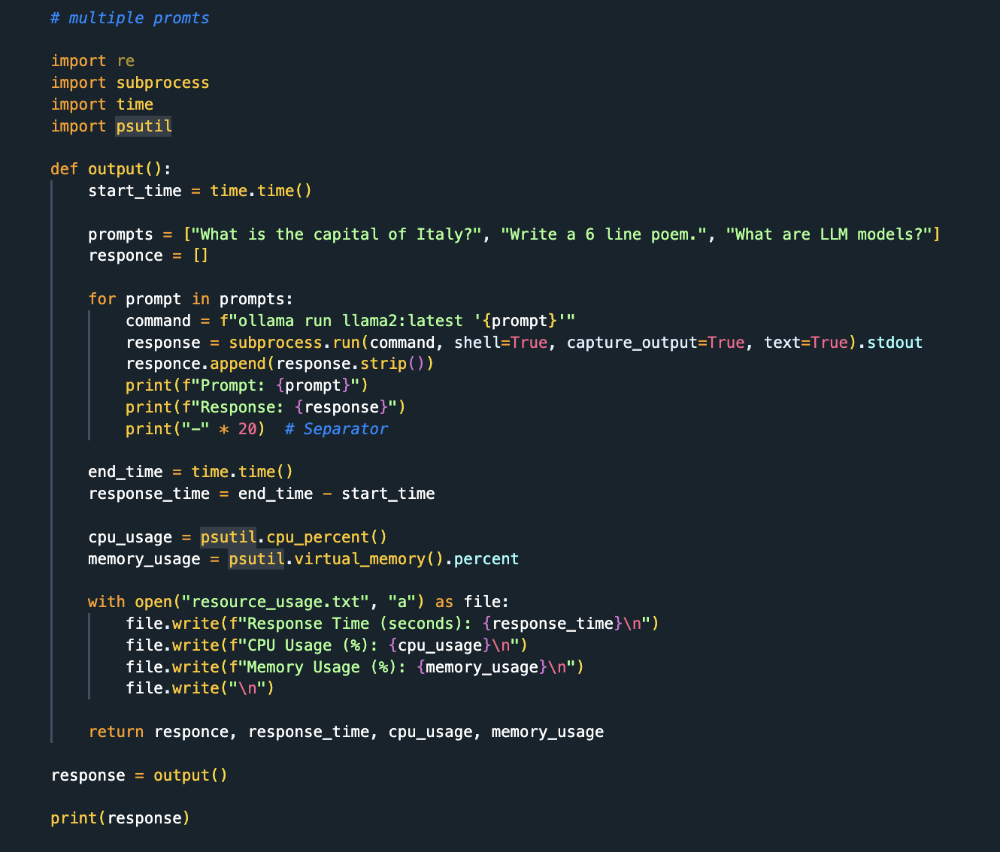 # multiple promts
import re
import subprocess
import time
import psutil
def output():
start_time = time.time()
prompts = ["What is the capital of Italy?", "Write a 6 line poem.", "What are LLM models?"]
responce = []
for prompt in prompts:
command = f"ollama run llama2:latest '{prompt}'"
response = subprocess.run(command, shell=True, capture_output=True, text=True).stdout
responce.append(response.strip())
print(f"Prompt: {prompt}")
print(f"Response: {response}")
print("-" * 20)  # Separator
end_time = time.time()
response_time = end_time - start_time
cpu_usage = psutil.cpu_percent()
memory_usage = psutil.virtual_memory().percent
with open("resource_usage.txt", "a") as file:
file.write(f"Response Time (seconds): {response_time}\n")
file.write(f"CPU Usage (%): {cpu_usage}\n")
file.write(f"Memory Usage (%): {memory_usage}\n")
file.write("\n")
return responce, response_time, cpu_usage, memory_usage
response = output()
print(response)